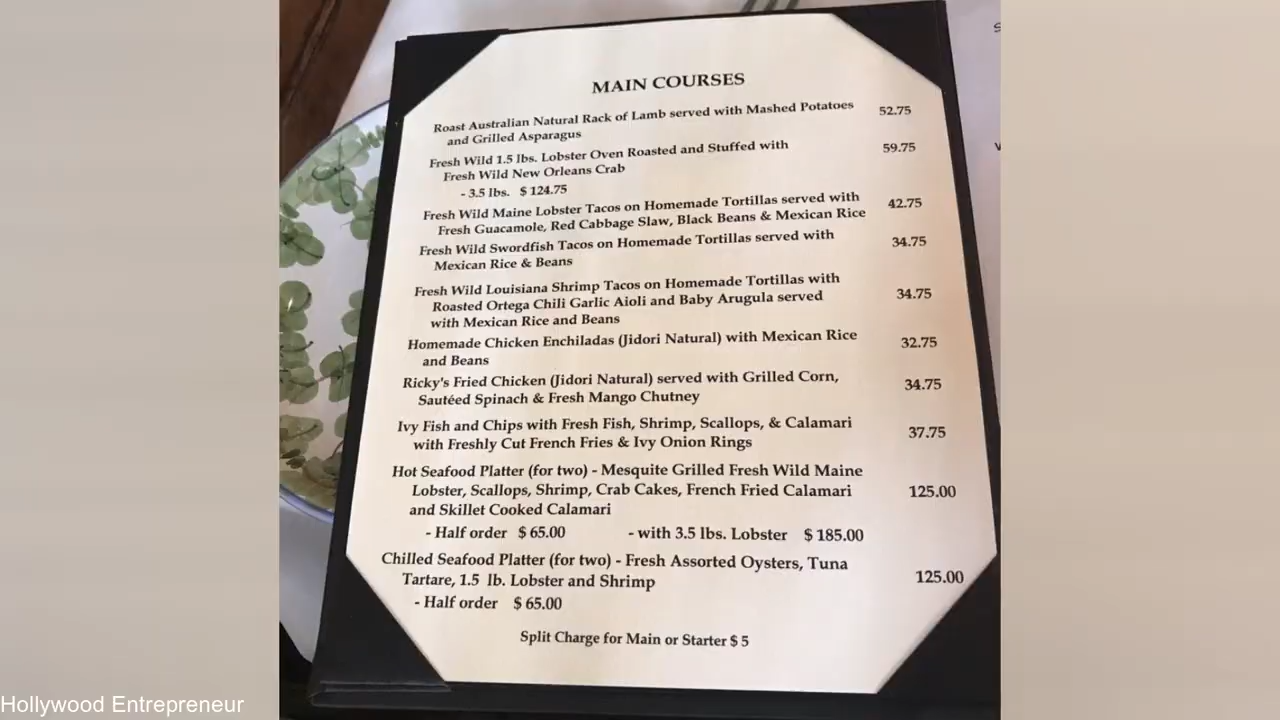 MAIN COURSES
Roast Australian Natural Rack of Lamb served with Mashed Potatoes 52.75
and Grilled Asparagus
Fresh Wild 1.5 lbs. Lobster Oven Roasted and Stuffed with 59.75
Fresh Wild New Orleans Crab
- 3.5 lbs. $ 124.75
Fresh Wild Maine Lobster Tacos on Homemade Tortillas served with 42.75
Fresh Guacamole, Red Cabbage Slaw, Black Beans & Mexican Rice
Fresh Wild Swordfish Tacos on Homemade Tortillas served with 34.75
Mexican Rice & Beans
Fresh Wild Louisiana Shrimp Tacos on Homemade Tortillas with
Roasted Ortega Chili Garlic Aioli and Baby Arugula served 34.75
with Mexican Rice and Beans
Homemade Chicken Enchiladas (Jidori Natural) with Mexican Rice 32.75
and Beans
Ricky's Fried Chicken (Jidori Natural) served with Grilled Corn, 34.75
Sautéed Spinach & Fresh Mango Chutney
Ivy Fish and Chips with Fresh Fish, Shrimp, Scallops, & Calamari 37.75
with Freshly Cut French Fries & Ivy Onion Rings
Hot Seafood Platter (for two) - Mesquite Grilled Fresh Wild Maine
Lobster, Scallops, Shrimp, Crab Cakes, French Fried Calamari 125.00
and Skillet Cooked Calamari
- Half order $ 65.00 - with 3.5 lbs. Lobster $ 185.00
Chilled Seafood Platter (for two) - Fresh Assorted Oysters, Tuna
Tartare, 1.5 lb. Lobster and Shrimp 125.00
- Half order $ 65.00
Split Charge for Main or Starter $ 5
Hollywood Entrepreneur